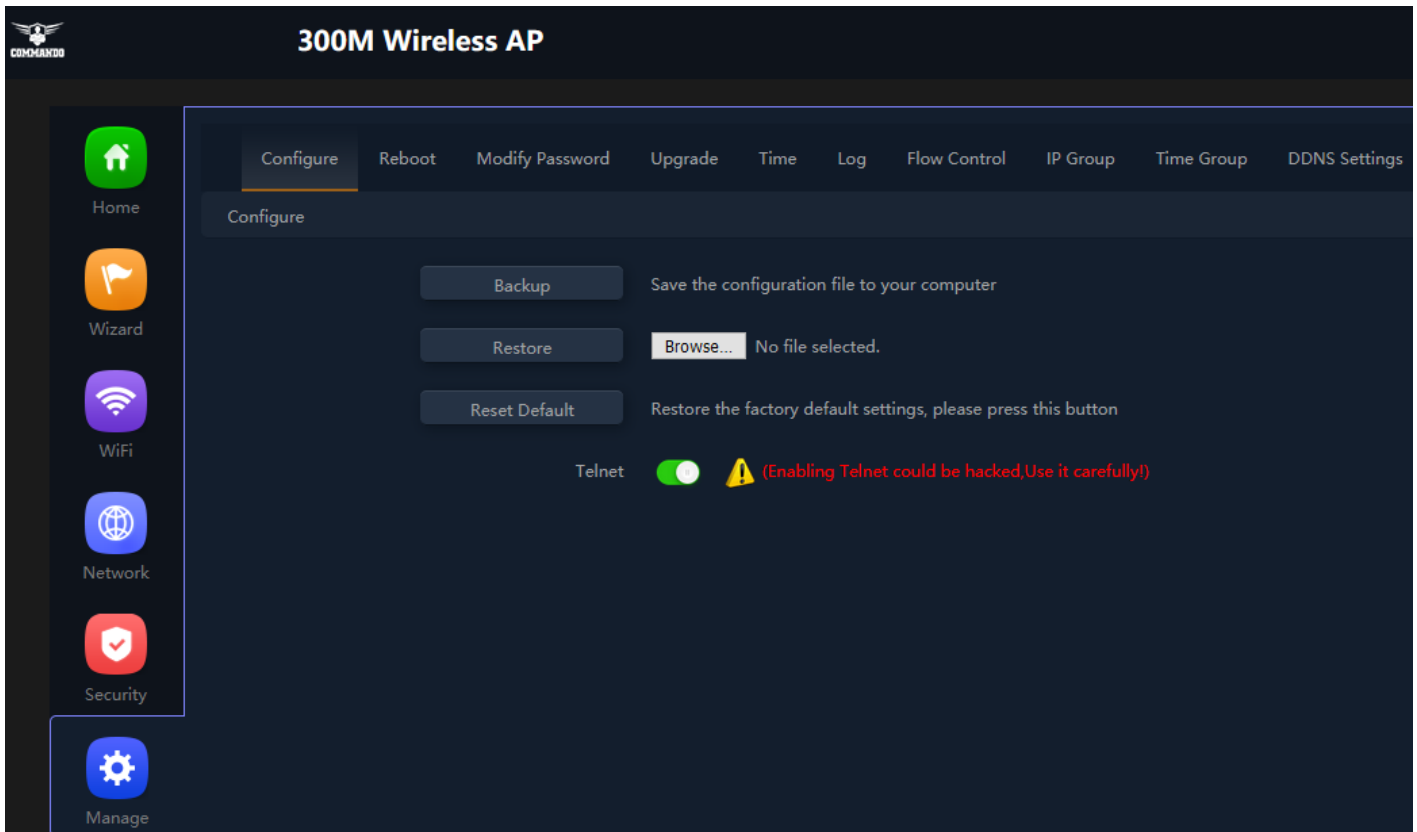 COMMANDO
300M Wireless AP
Configure Reboot Modify Password Upgrade Time Log Flow Control IP Group Time Group DDNS Settings
Configure
Home
Wizard
WiFi
Network
Security
Manage
Backup Save the configuration file to your computer
Restore Browse... No file selected.
Reset Default Restore the factory default settings, please press this button
Telnet (Enabling Telnet could be hacked,Use it carefully!)